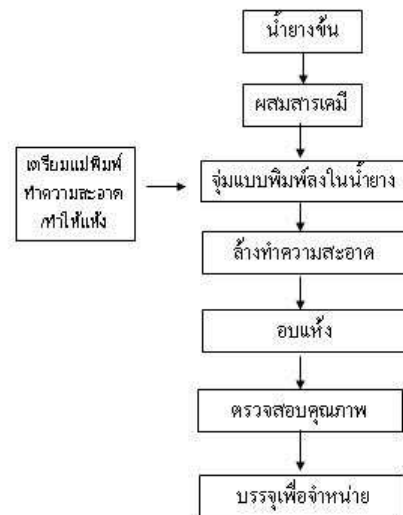 น้ำยางข้น
ผสมสารเคมี
เตรียมแม่พิมพ์
ทำความสะอาด
/ทำให้แห้ง
จุ่มแบบพิมพ์ลงในน้ำยาง
ล้างทำความสะอาด
อบแห้ง
ตรวจสอบคุณภาพ
บรรจุเพื่อจำหน่าย